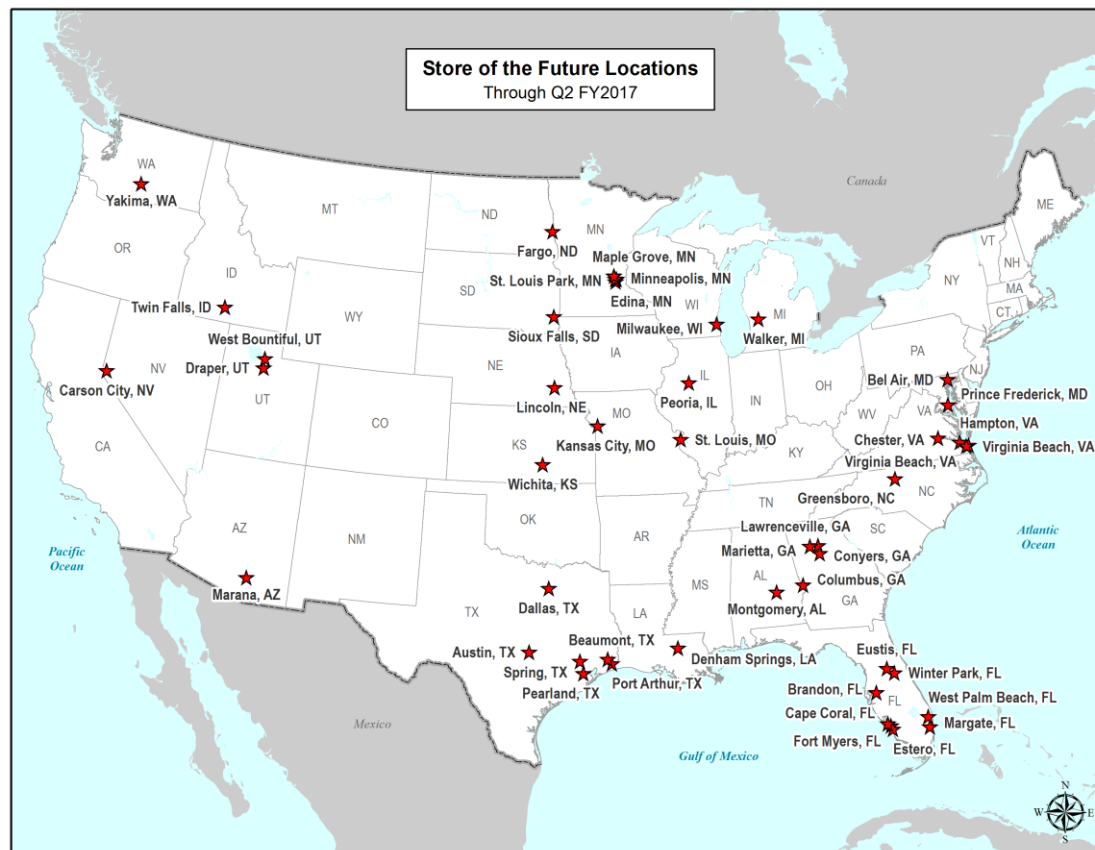 Store of the Future Locations
Through Q2 FY2017
Canada
WA
Yakima, WA
MT
ND
Fargo, ND
MN
ME
OR
ID
Twin Falls, ID
WY
SD
Maple Grove, MN
St. Louis Park, MN
Minneapolis, MN
Edina, MN
WI
Milwaukee, WI
MI
Walker, MI
VT
NH
NY
MA
CT
Sioux Falls, SD
West Bountiful, UT
Draper, UT
UT
Carson City, NV
NV
CA
NE
Lincoln, NE
IA
IL
Peoria, IL
IN
OH
PA
NJ
Bel Air, MD
Prince Frederick, MD
WV
VA
Hampton, VA
Chester, VA
Virginia Beach, VA
Virginia Beach, VA
CO
KS
Wichita, KS
MO
Kansas City, MO
St. Louis, MO
KY
Greensboro, NC
NC
TN
SC
AZ
Marana, AZ
NM
OK
AR
Lawrenceville, GA
Marietta, GA
Conyers, GA
Columbus, GA
GA
MS
AL
Montgomery, AL
Pacific
Ocean
Atlantic
Ocean
TX
Dallas, TX
LA
Austin, TX
Beaumont, TX
Spring, TX
Pearland, TX
Port Arthur, TX
Denham Springs, LA
Eustis, FL
Winter Park, FL
Brandon, FL
FL
West Palm Beach, FL
Cape Coral, FL
Margate, FL
Fort Myers, FL
Estero, FL
Mexico
Gulf of Mexico
N
W
E
S